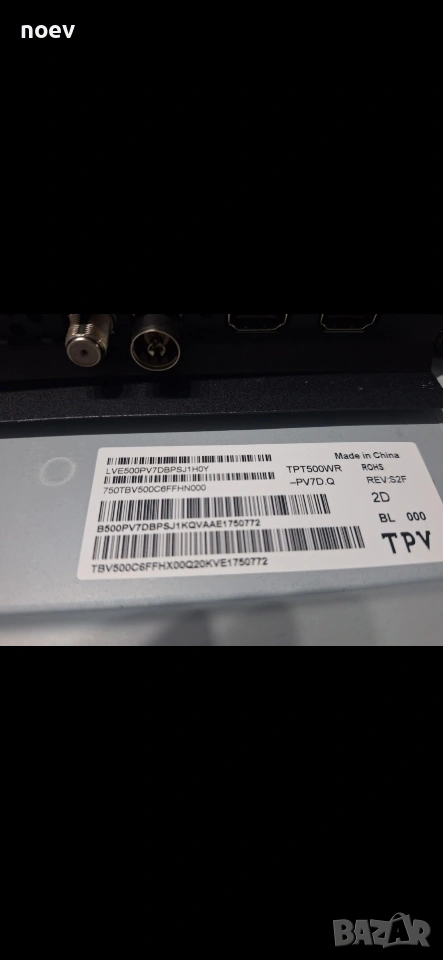 noev
LVE500PV7DBPSJ1H0Y
750TBV500C6FFHN000
B500PV7DBPSJ1KQVAAE1750772
TBV500C6FFHX00Q20KVE1750772
TPT500WR
-PV7D.Q
Made in China
ROHS
REV:S2F
2D
BL 000
TPV
BAZAR